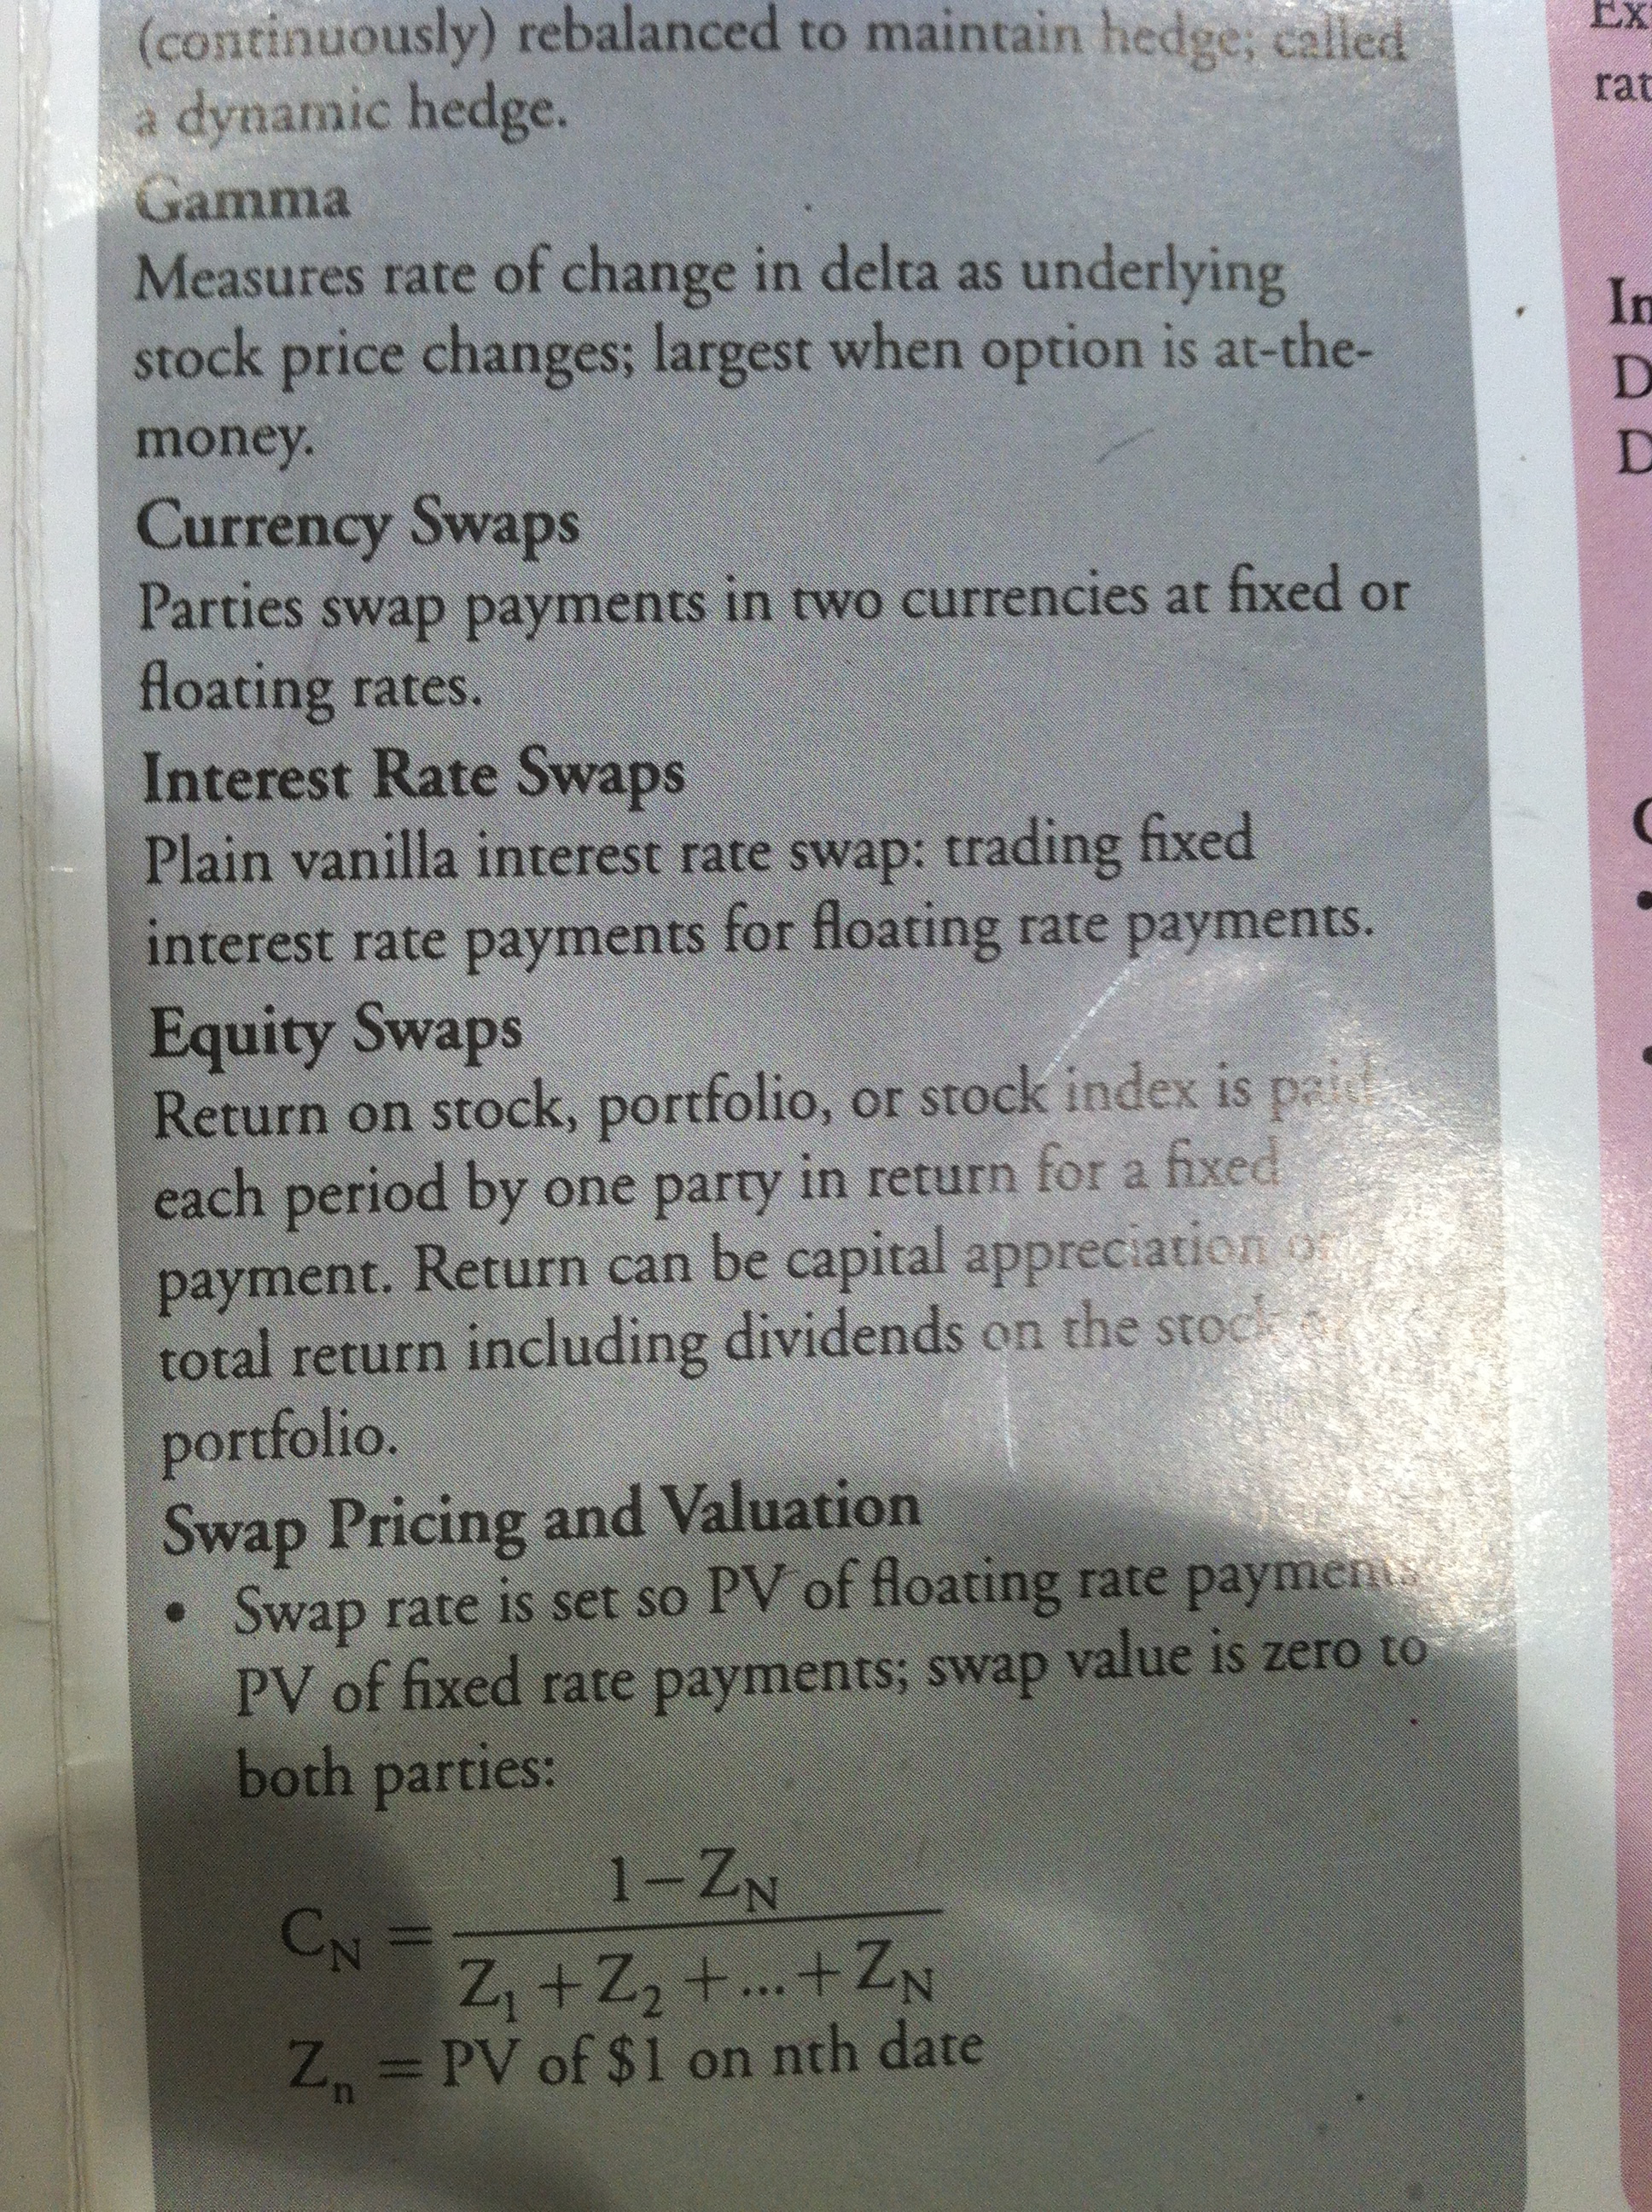 (continuously) rebalanced to maintain hedge; called
a dynamic hedge.
Gamma
Measures rate of change in delta as underlying
stock price changes; largest when option is at-the-
money.
Currency Swaps
Parties swap payments in two currencies at fixed or
floating rates.
Interest Rate Swaps
Plain vanilla interest rate swap: trading fixed
interest rate payments for floating rate payments.
Equity Swaps
Return on stock, portfolio, or stock index is paid
each period by one party in return for a fixed
payment. Return can be capital appreciation or
total return including dividends on the stock or
portfolio.
Swap Pricing and Valuation
• Swap rate is set so PV of floating rate payments
PV of fixed rate payments; swap value is zero to
both parties:
1 – Z_N
C_N = 
Z_1 + Z_2 + ... + Z_N
Z_n = PV of $1 on nth date
Ex
rat
In
D
D